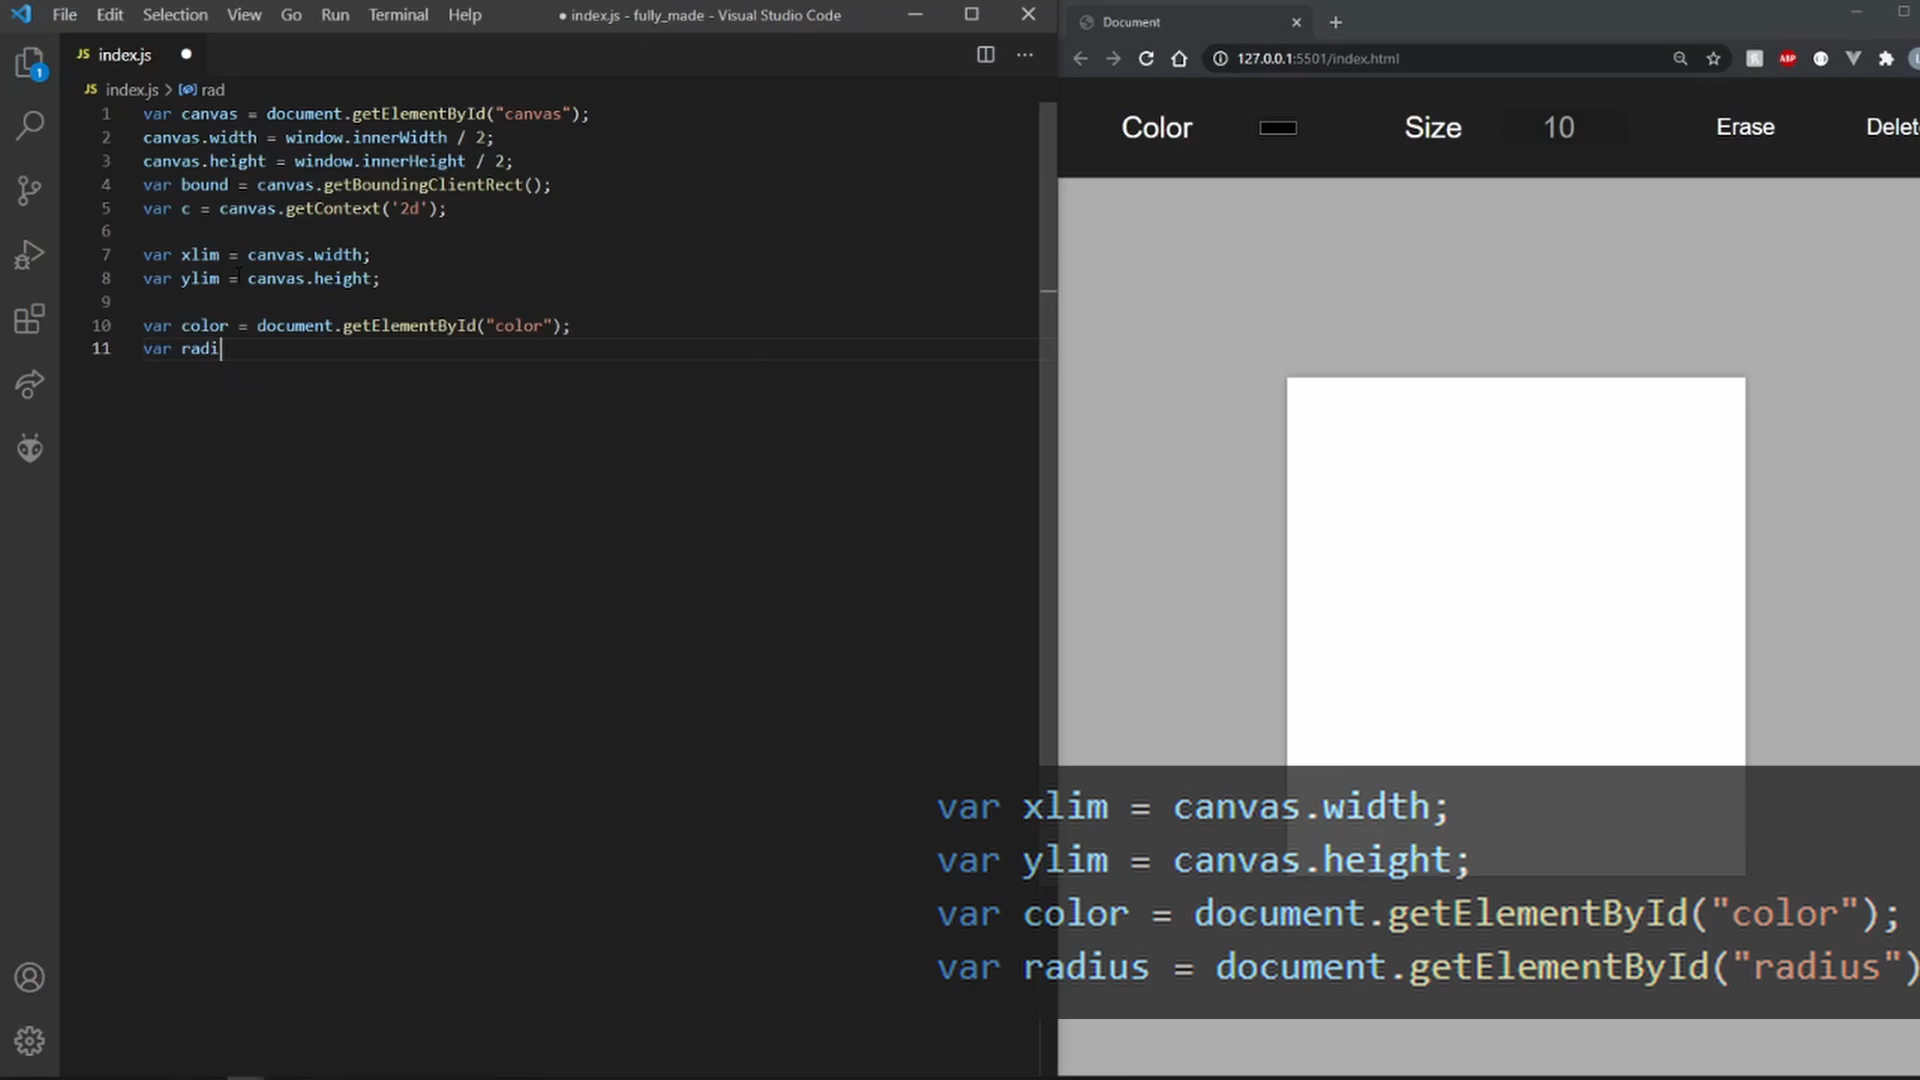 File Edit Selection View Go Run Terminal Help
● index.js - fully_made - Visual Studio Code
JS index.js
JS index.js > rad
1 var canvas = document.getElementById("canvas");
2 canvas.width = window.innerWidth / 2;
3 canvas.height = window.innerHeight / 2;
4 var bound = canvas.getBoundingClientRect();
5 var c = canvas.getContext('2d');
6
7 var xlim = canvas.width;
8 var ylim = canvas.height;
9
10 var color = document.getElementById("color");
11 var radi
1
Document
127.0.0.1:5501/index.html
ABP
Color Size 10 Erase Delet
var xlim = canvas.width;
var ylim = canvas.height;
var color = document.getElementById("color");
var radius = document.getElementById("radius")